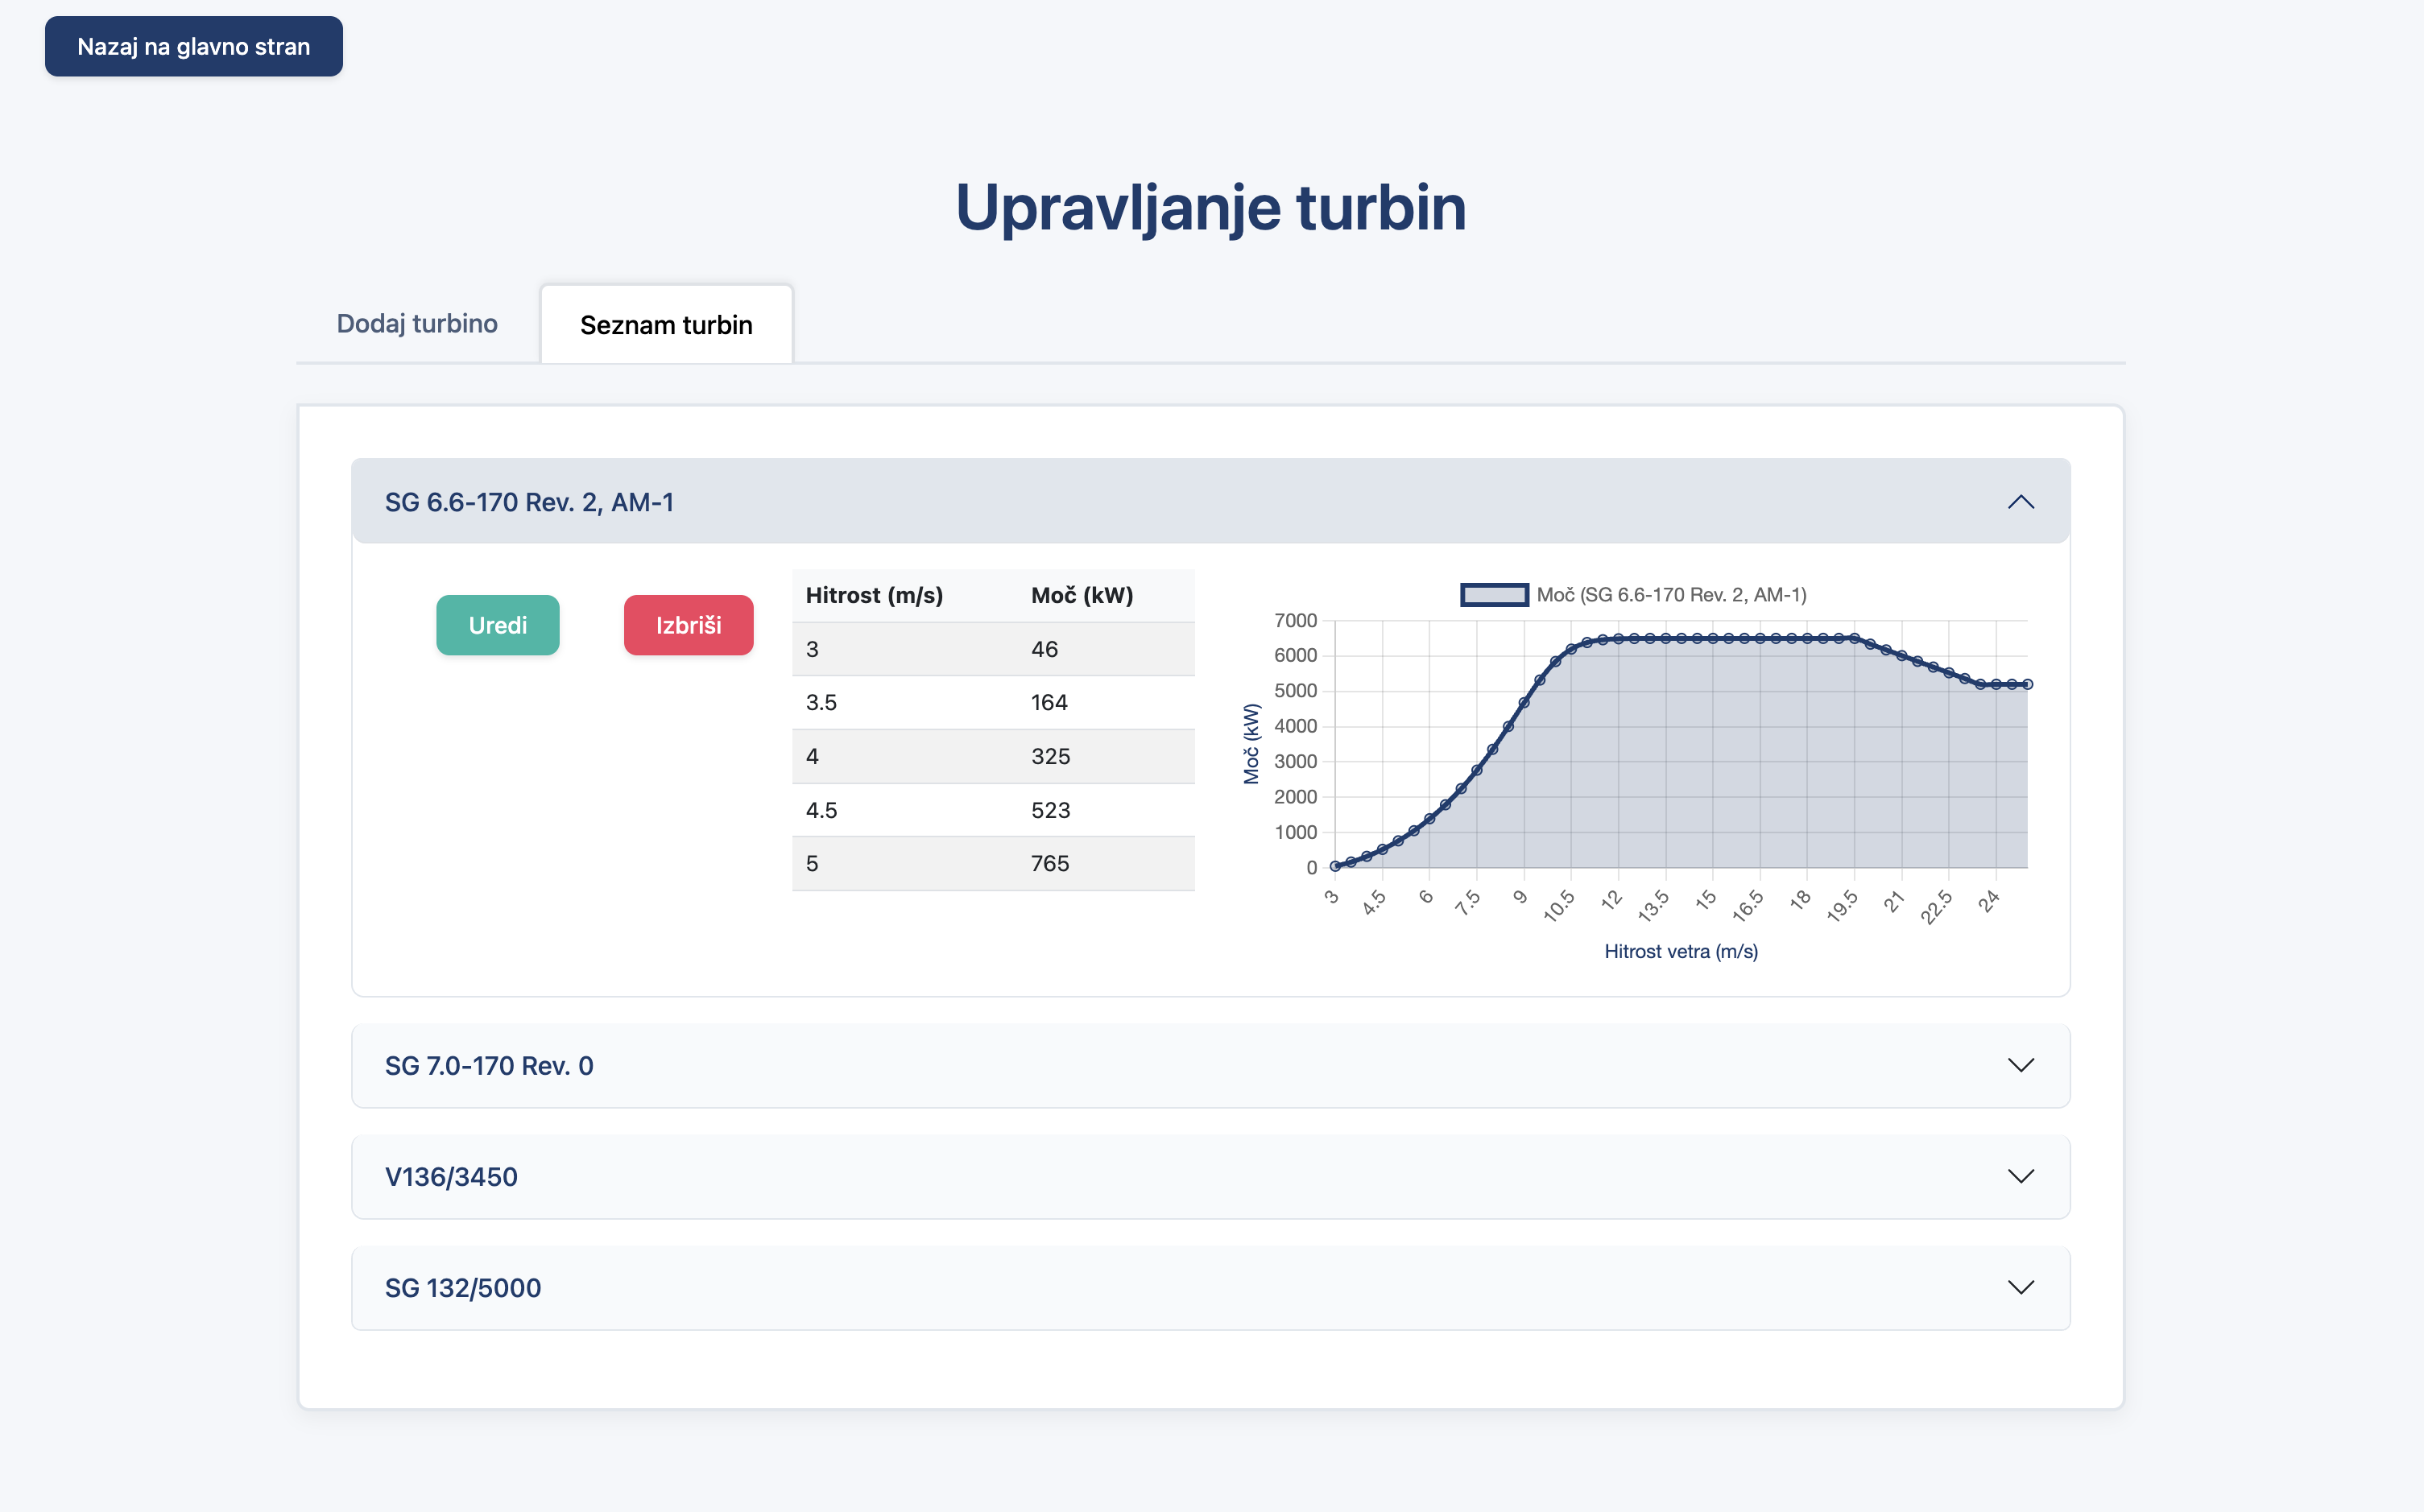 Nazaj na glavno stran
Upravljanje turbin
Dodaj turbino
Seznam turbin
SG 6.6-170 Rev. 2, AM-1
Uredi
Izbriši
Hitrost (m/s) Moč (kW)
3 46
3.5 164
4 325
4.5 523
5 765
Moč (SG 6.6-170 Rev. 2, AM-1)
Moč (kW)
7000
6000
5000
4000
3000
2000
1000
0
3 4.5 6 7.5 9 10.5 12 13.5 15 16.5 18 19.5 21 22.5 24
Hitrost vetra (m/s)
SG 7.0-170 Rev. 0
V136/3450
SG 132/5000